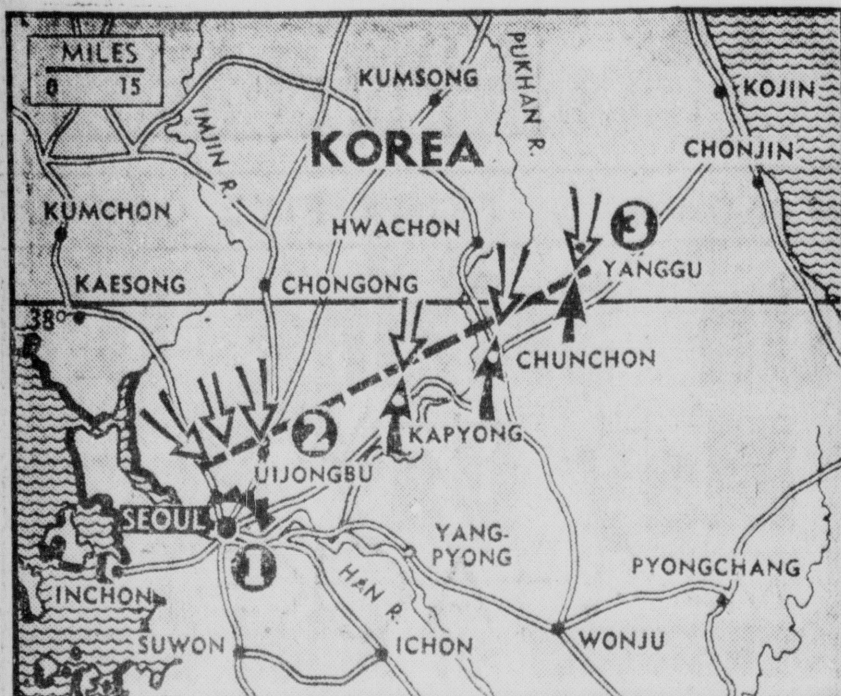 MILES
0 15
KUMSONG
PUKHAN R.
KOJIN
IMJIN R.
KOREA
CHONJIN
KUMCHON
HWACHON
3
YANGGU
KAESONG
CHONGONG
38°
CHUNCHON
2
KAPYONG
UIJONGBU
SEOUL
1
YANG-
PYONG
HAN R.
PYONGCHANG
INCHON
SUWON
ICHON
WONJU